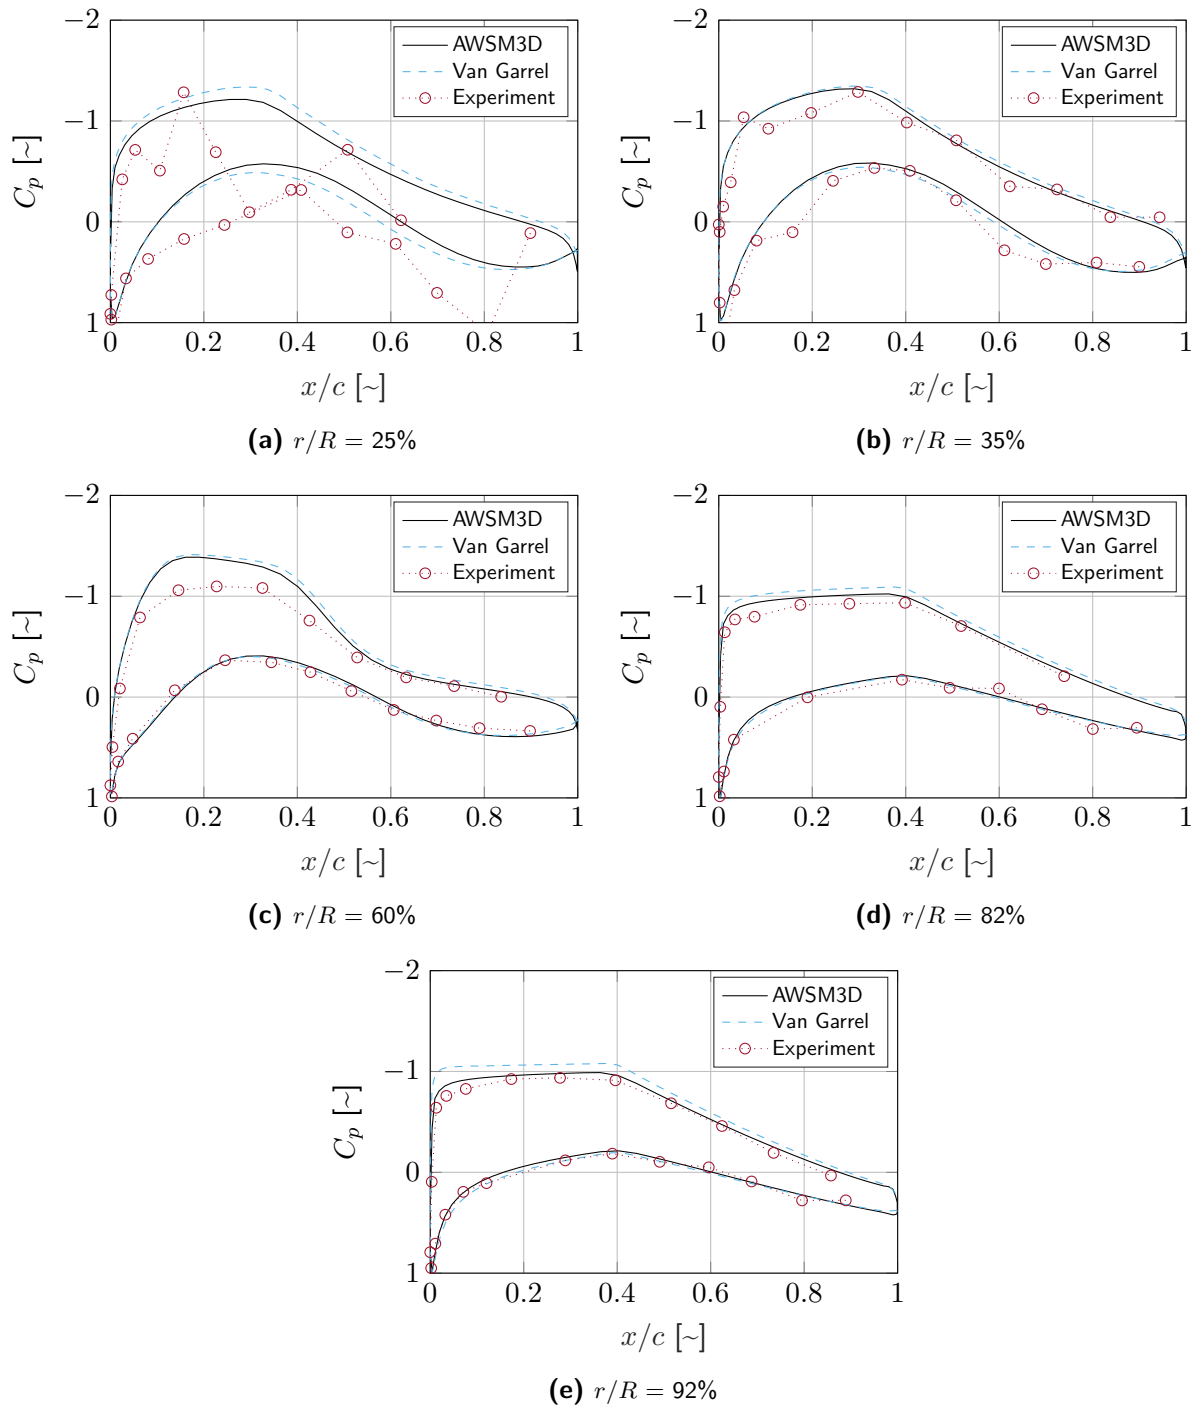 −2
−1
0
1
C_p [~]
AWSM3D
Van Garrel
Experiment
0 0.2 0.4 0.6 0.8 1
x/c [~]
(a) r/R = 25%
−2
−1
0
1
C_p [~]
AWSM3D
Van Garrel
Experiment
0 0.2 0.4 0.6 0.8 1
x/c [~]
(b) r/R = 35%
−2
−1
0
1
C_p [~]
AWSM3D
Van Garrel
Experiment
0 0.2 0.4 0.6 0.8 1
x/c [~]
(c) r/R = 60%
−2
−1
0
1
C_p [~]
AWSM3D
Van Garrel
Experiment
0 0.2 0.4 0.6 0.8 1
x/c [~]
(d) r/R = 82%
−2
−1
0
1
C_p [~]
AWSM3D
Van Garrel
Experiment
0 0.2 0.4 0.6 0.8 1
x/c [~]
(e) r/R = 92%